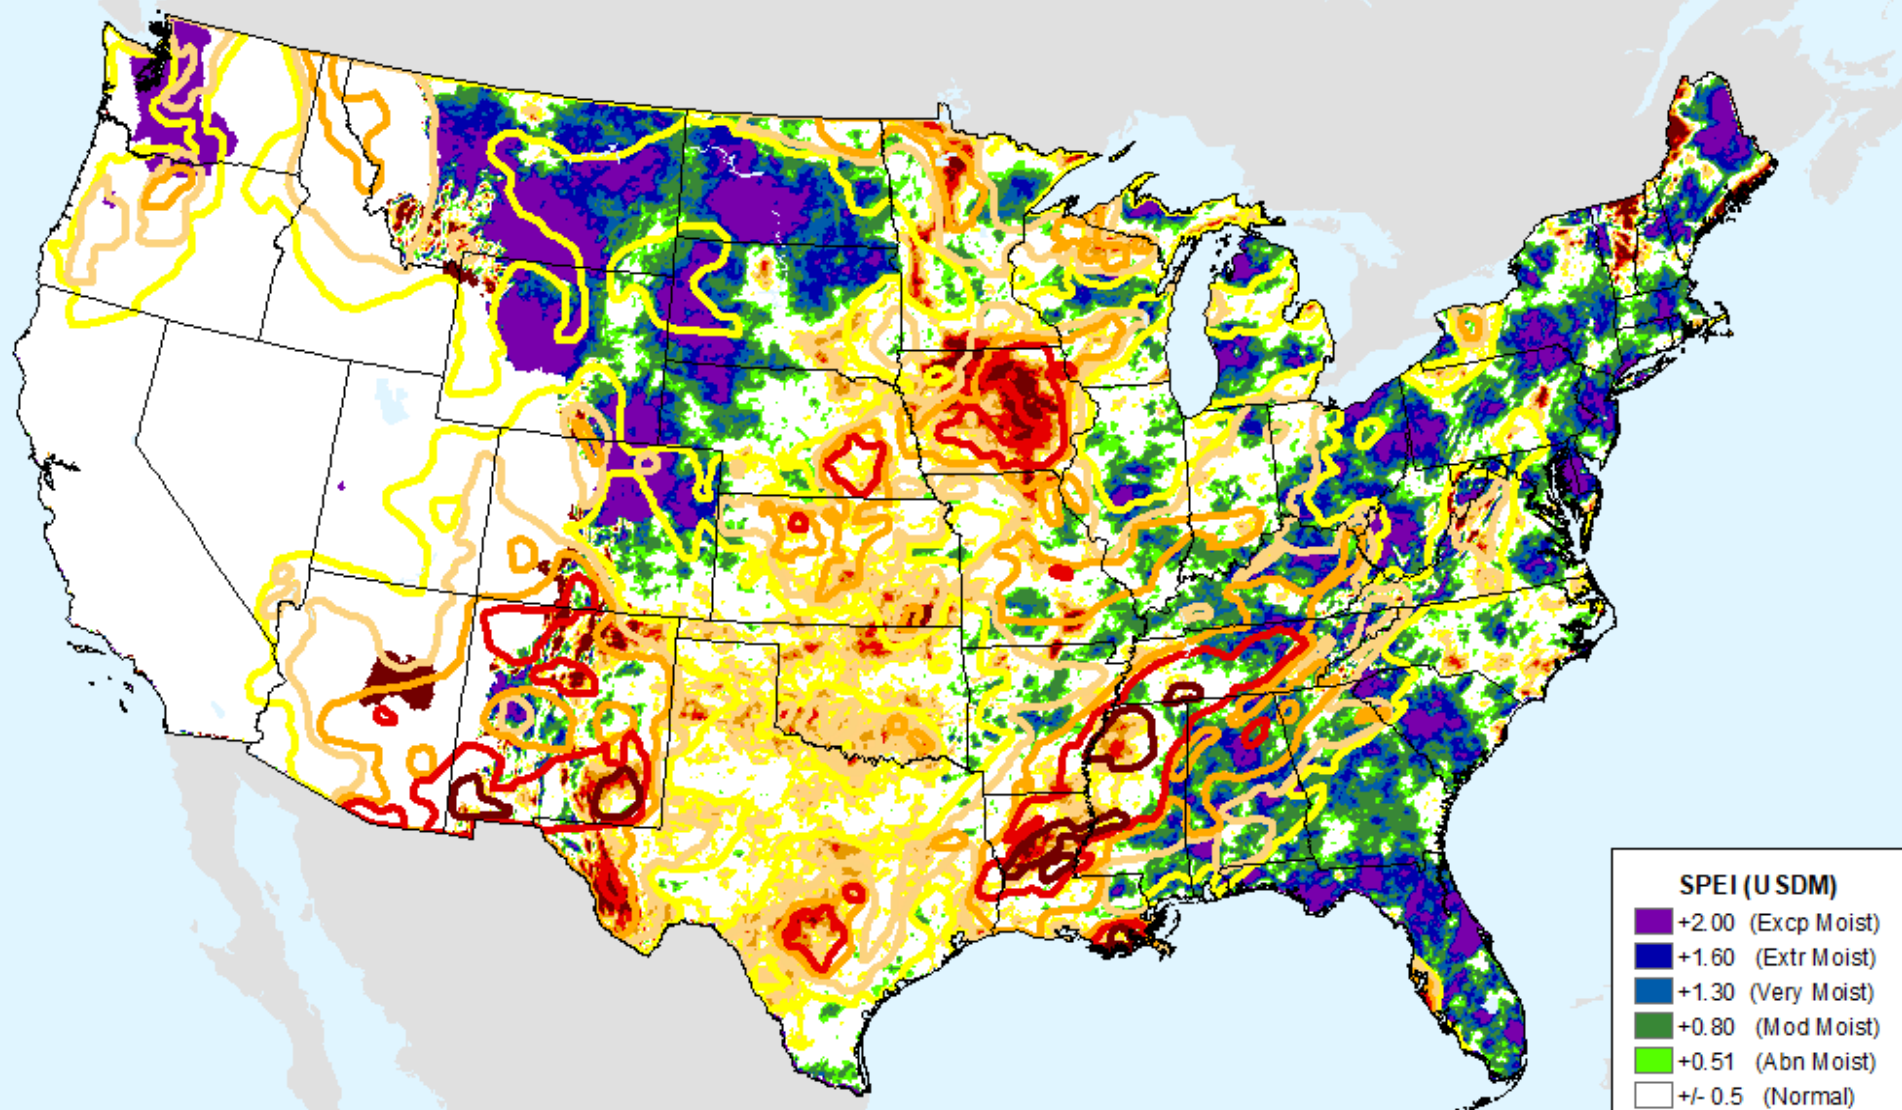 SPEI (USDM)
+2.00 (Excp Moist)
+1.60 (Extr Moist)
+1.30 (Very Moist)
+0.80 (Mod Moist)
+0.51 (Abn Moist)
+/- 0.5 (Normal)